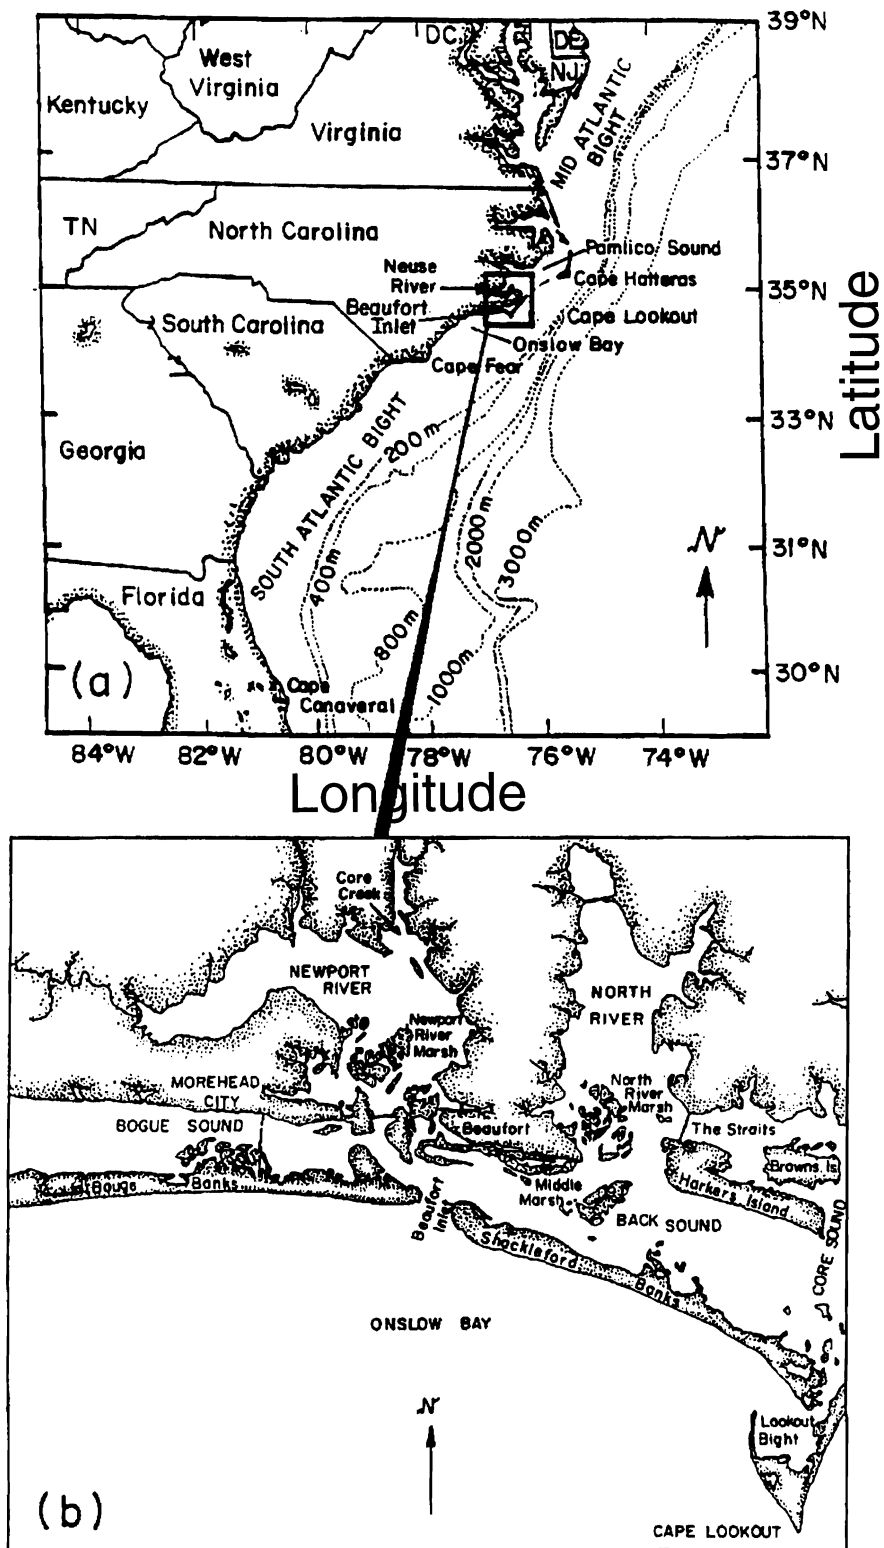 DC
DE
NJ
39°N
West
Virginia
Kentucky
Virginia
MID ATLANTIC
BIGHT
37°N
TN
North Carolina
Pamlico Sound
Neuse
River
Cape Hatteras
35°N
Beaufort
Inlet
South Carolina
Cape Lookout
Onslow Bay
Cape Fear
Latitude
33°N
Georgia
SOUTH ATLANTIC BIGHT
200m
400m
2000m
3000m
N
31°N
Florida
800m
1000m
30°N
(a)
Cape
Canaveral
84°W
82°W
80°W
78°W
76°W
74°W
Longitude
Core
Creek
NEWPORT
RIVER
NORTH
RIVER
Newport
River
Marsh
MOREHEAD
CITY
North
River
Marsh
BOGUE SOUND
Beaufort
The Straits
Browns Is
Bouge Banks
Middle
Marsh
Harkers Island
Beaufort
Inlet
BACK SOUND
CORE SOUND
Shackleford Banks
ONSLOW BAY
N
Lookout
Bight
(b)
CAPE LOOKOUT